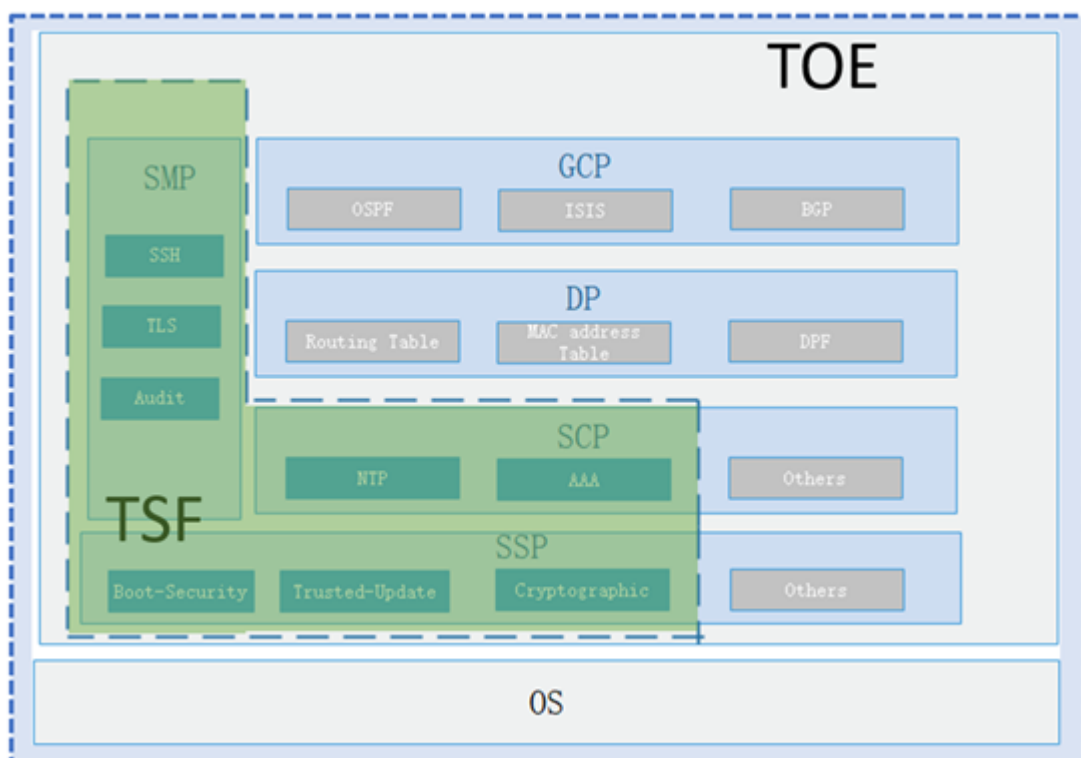 TOE
SMP
SSH
TLS
Audit
TSF
GCP
OSPF
ISIS
BGP
DP
Routing Table
MAC address
Table
DPF
SCP
NTP
AAA
Others
SSP
Boot-Security
Trusted-Update
Cryptographic
Others
OS